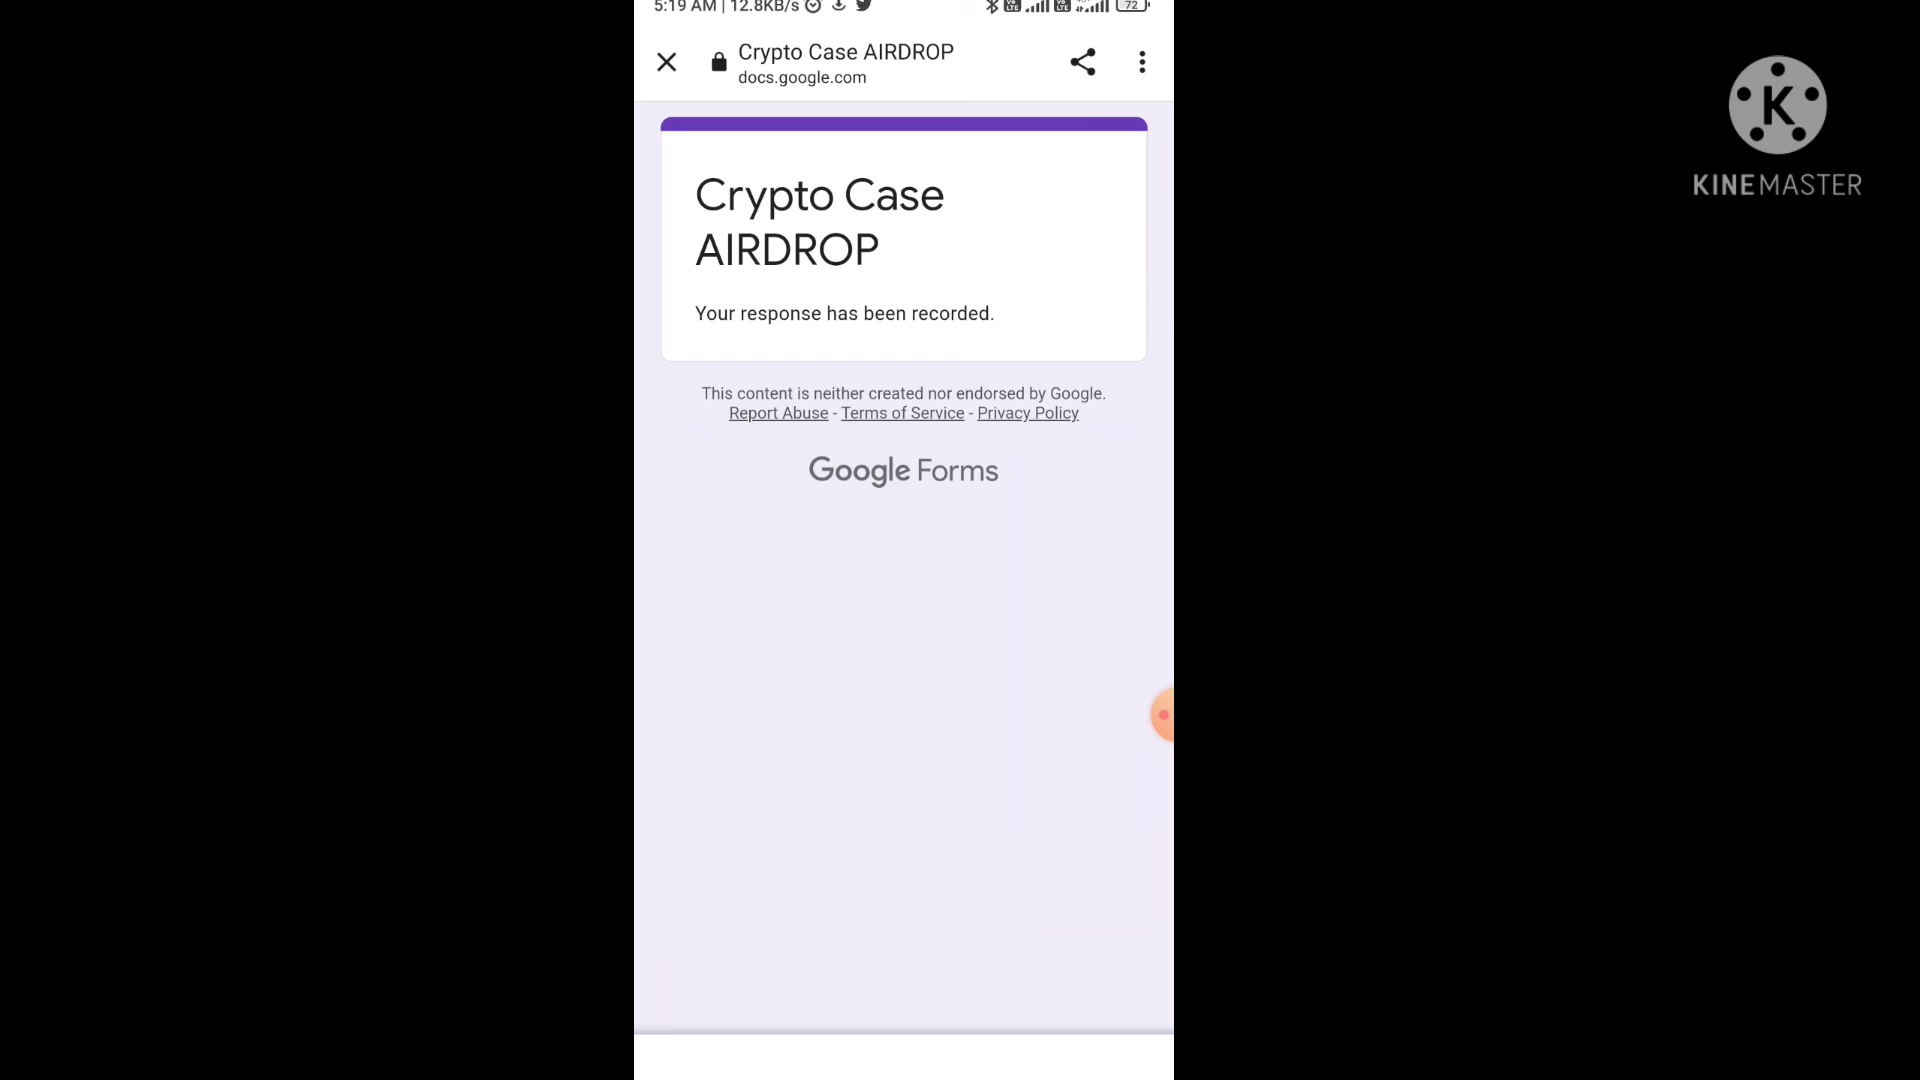 5:19 AM | 12.8KB/s
72
Crypto Case AIRDROP
docs.google.com
KINEMASTER
Crypto Case
AIRDROP
Your response has been recorded.
This content is neither created nor endorsed by Google.
Report Abuse - Terms of Service - Privacy Policy
Google Forms